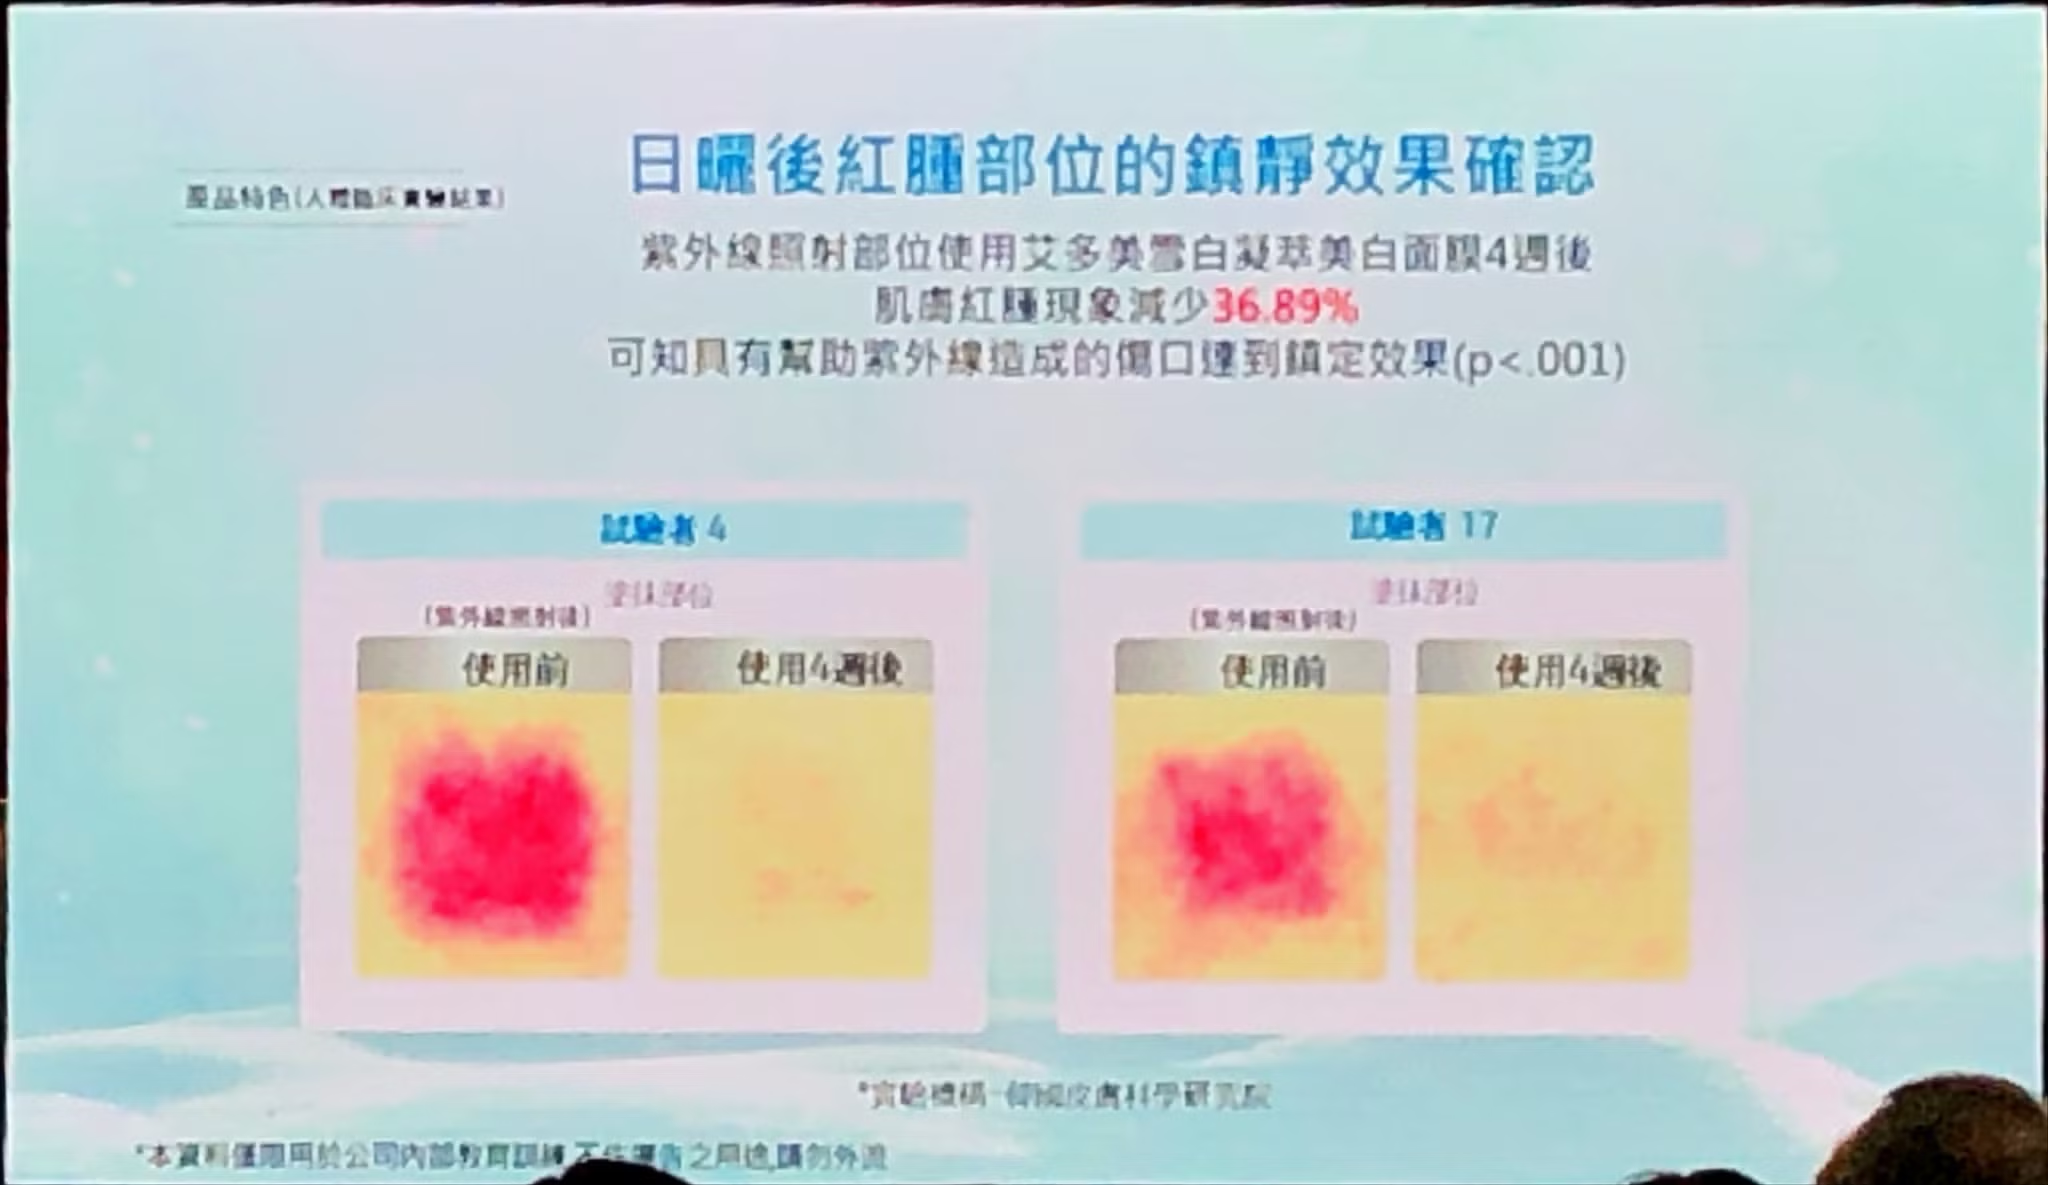 產品特色(人體臨床實驗結果)
日曬後紅腫部位的鎮靜效果確認
紫外線照射部位使用艾多美雪白凝萃美白面膜4週後
肌膚紅腫現象減少36.89%
可知具有幫助紫外線造成的傷口達到鎮定效果(p<.001)
試驗者 4
塗抹部位
(紫外線照射後)
使用前
使用4週後
試驗者 17
塗抹部位
(紫外線照射後)
使用前
使用4週後
*實驗機構-韓國皮膚科學研究院
*本資料僅限用於公司內部教育訓練,不作廣告之用途,請勿外流